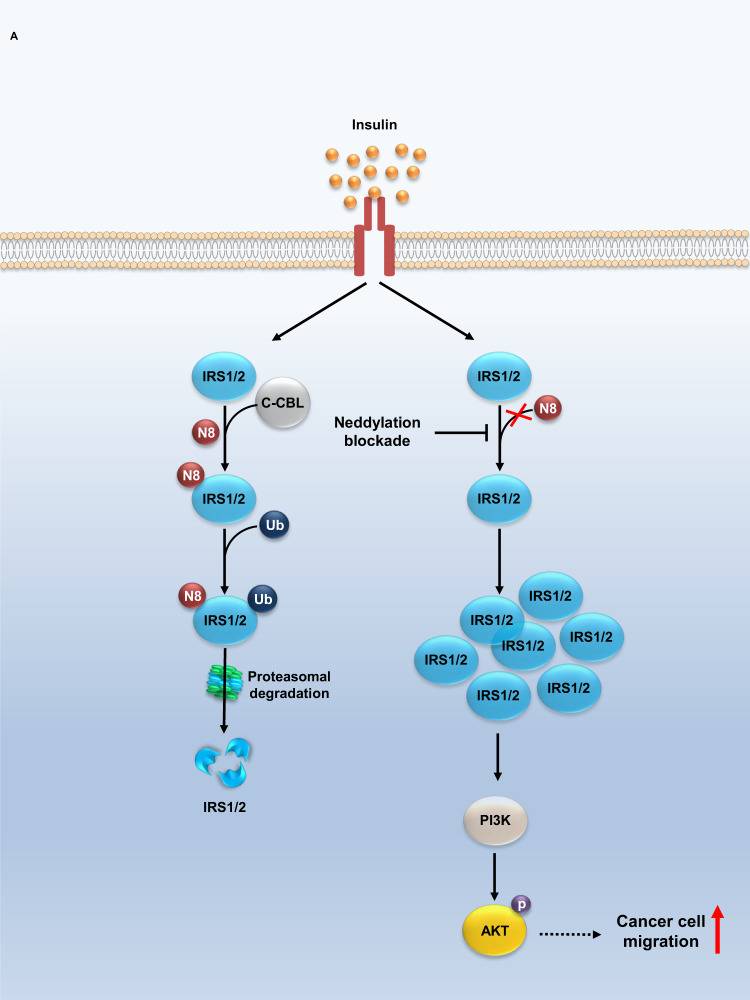 A
Insulin
IRS1/2
C-CBL
N8
N8
IRS1/2
Ub
N8
Ub
IRS1/2
Proteasomal
degradation
IRS1/2
IRS1/2
N8
Neddylation
blockade
IRS1/2
IRS1/2
IRS1/2
IRS1/2
IRS1/2
IRS1/2
IRS1/2
IRS1/2
PI3K
p
AKT
Cancer cell
migration